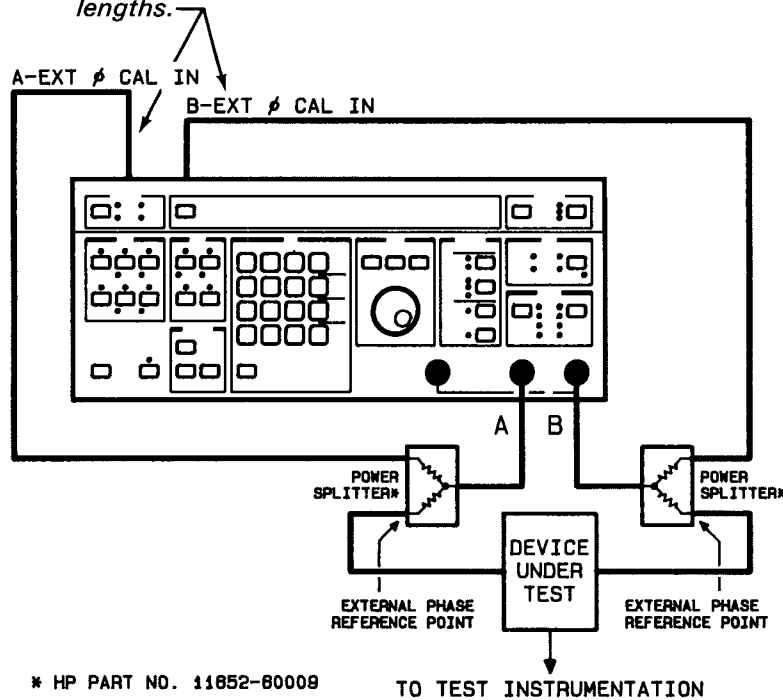 lengths.
A-EXT ϕ CAL IN
B-EXT ϕ CAL IN
A
B
POWER
SPLITTER*
POWER
SPLITTER*
DEVICE
UNDER
TEST
EXTERNAL PHASE
REFERENCE POINT
EXTERNAL PHASE
REFERENCE POINT
* HP PART NO. 11652-60009
TO TEST INSTRUMENTATION